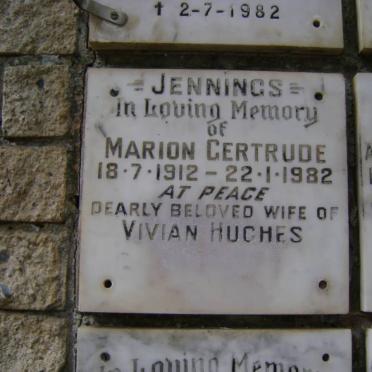 ✝ 2-7-1982
= JENNINGS =
In Loving Memory
of
MARION GERTRUDE
18·7·1912 – 22·1·1982
AT PEACE
DEARLY BELOVED WIFE OF
VIVIAN HUGHES
In Loving Memory